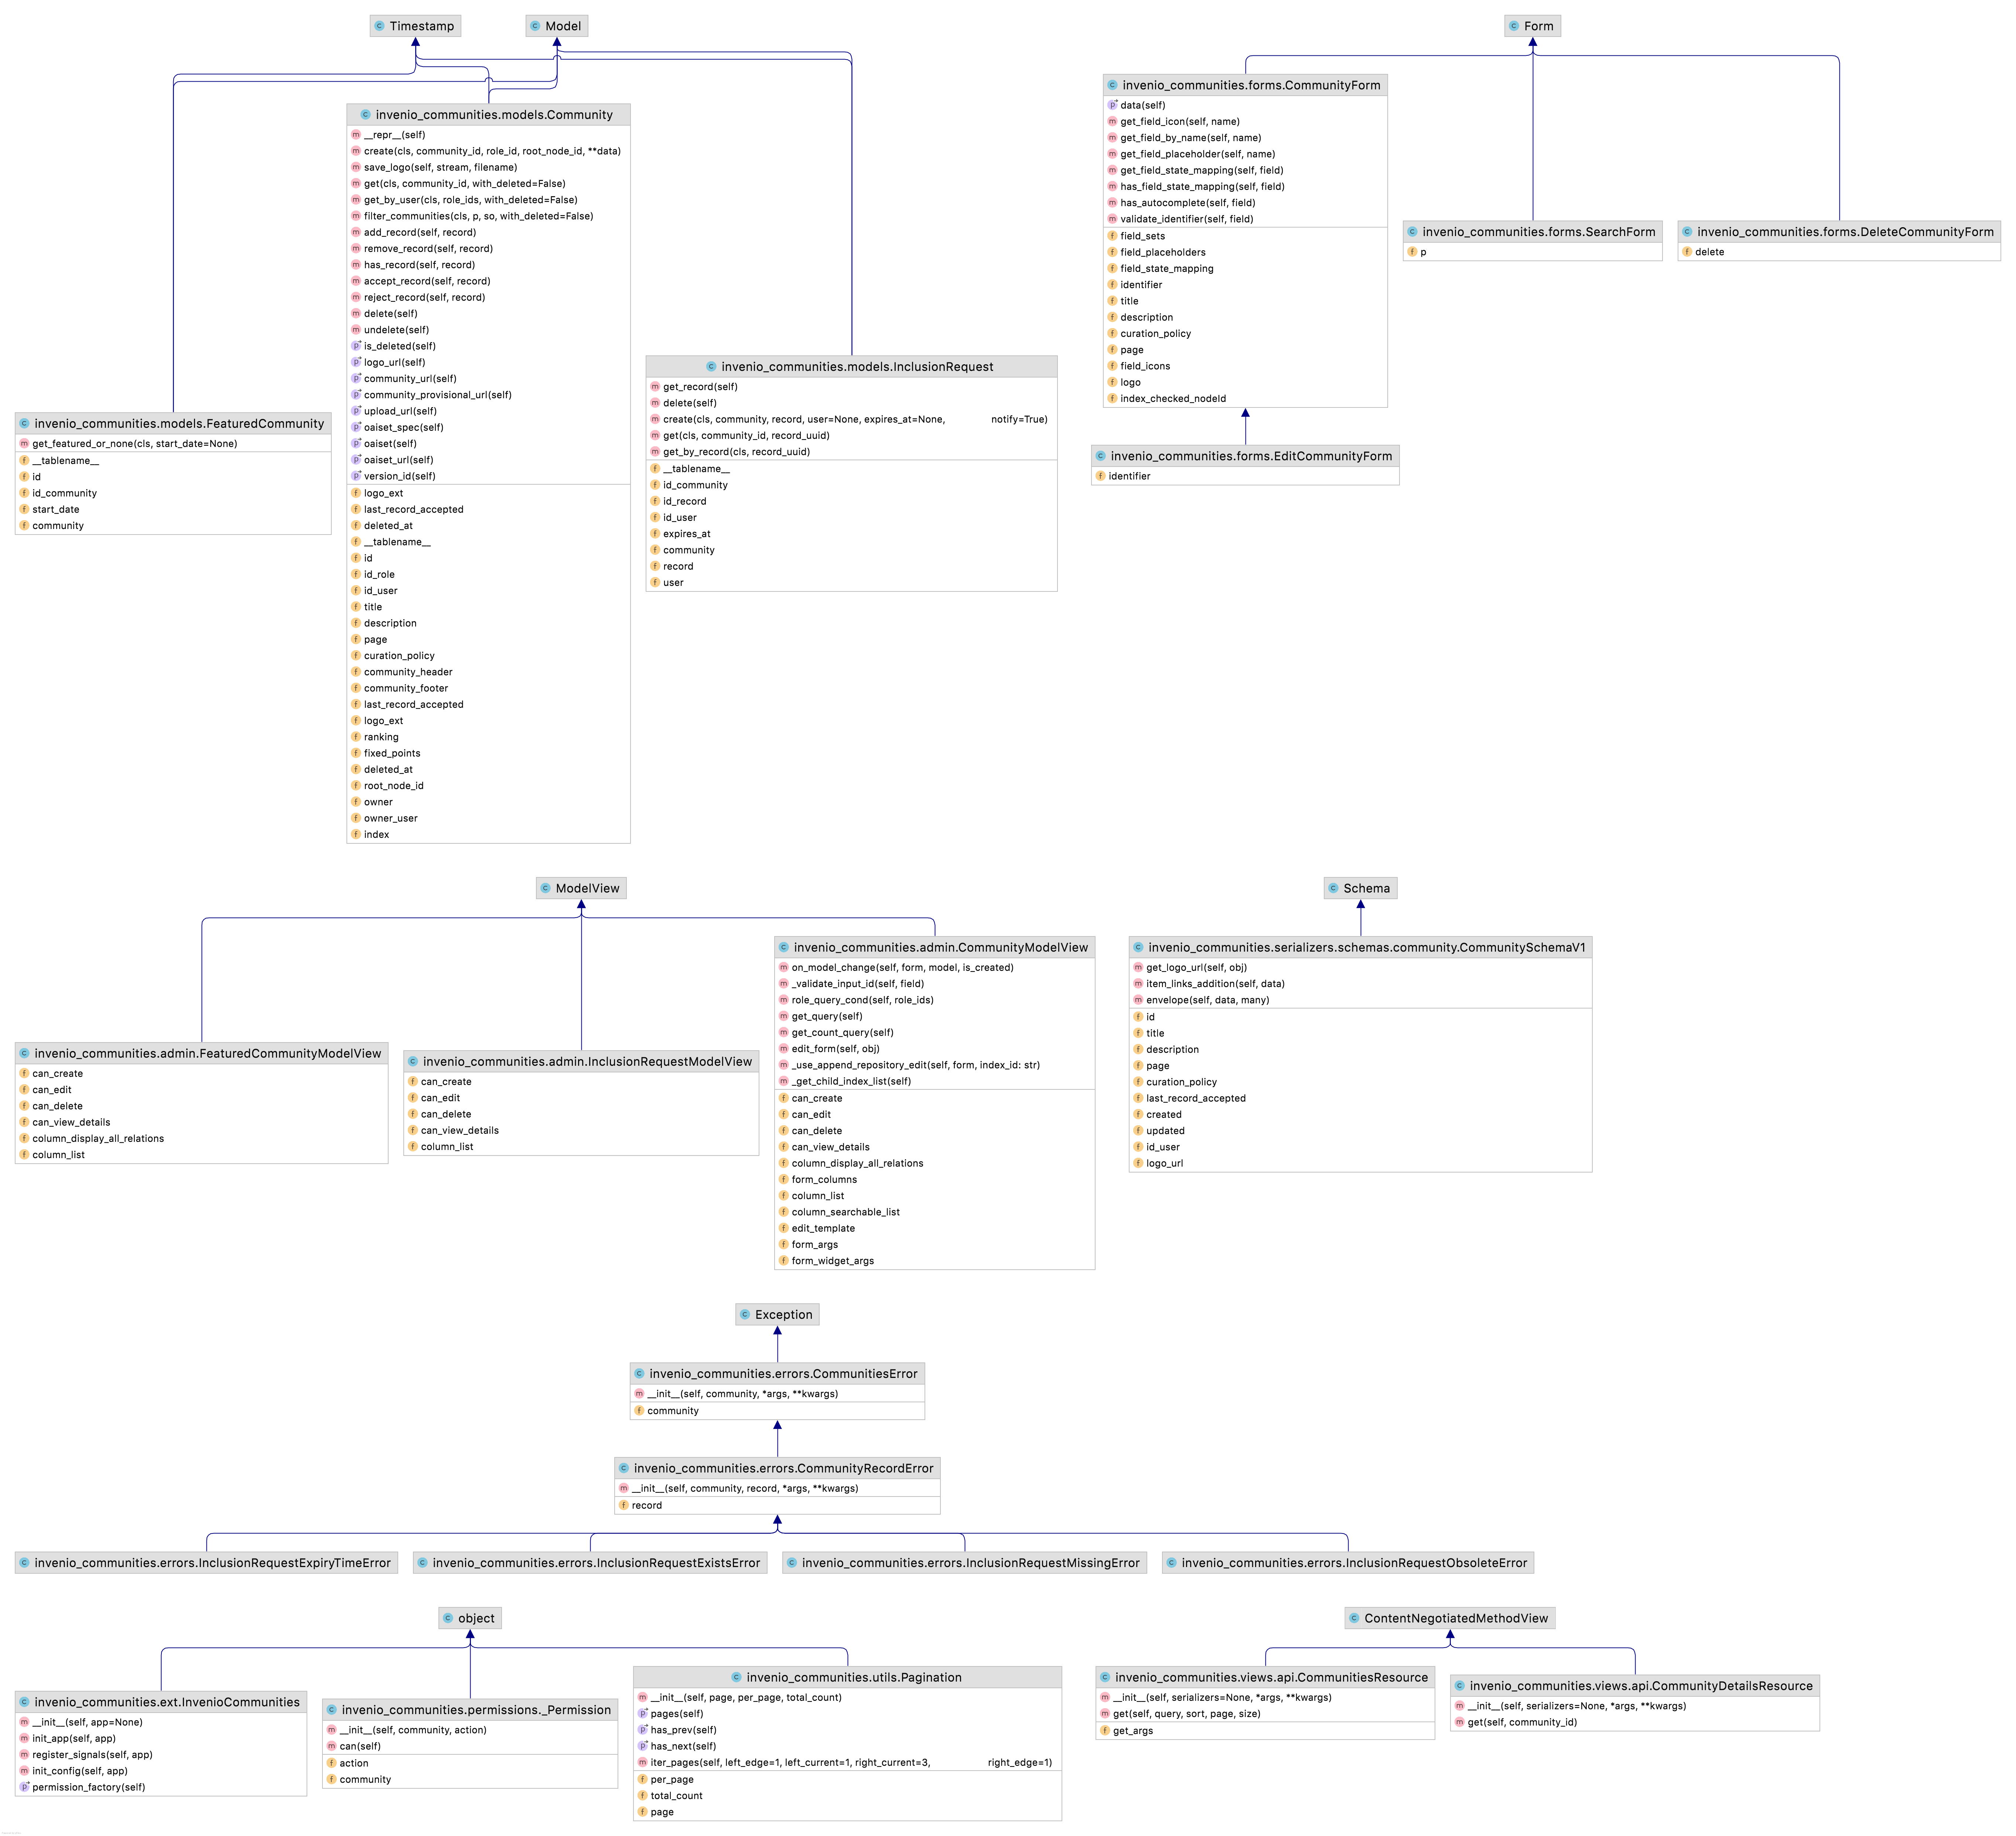 Timestamp
Model
Form
invenio_communities.models.Community
__repr__(self)
create(cls, community_id, role_id, root_node_id, **data)
save_logo(self, stream, filename)
get(cls, community_id, with_deleted=False)
get_by_user(cls, role_ids, with_deleted=False)
filter_communities(cls, p, so, with_deleted=False)
add_record(self, record)
remove_record(self, record)
has_record(self, record)
accept_record(self, record)
reject_record(self, record)
delete(self)
undelete(self)
is_deleted(self)
logo_url(self)
community_url(self)
community_provisional_url(self)
upload_url(self)
oaiset_spec(self)
oaiset(self)
oaiset_url(self)
version_id(self)
logo_ext
last_record_accepted
deleted_at
__tablename__
id
id_role
id_user
title
description
page
curation_policy
community_header
community_footer
last_record_accepted
logo_ext
ranking
fixed_points
deleted_at
root_node_id
owner
owner_user
index
invenio_communities.models.FeaturedCommunity
get_featured_or_none(cls, start_date=None)
__tablename__
id
id_community
start_date
community
invenio_communities.models.InclusionRequest
get_record(self)
delete(self)
create(cls, community, record, user=None, expires_at=None, notify=True)
get(cls, community_id, record_uuid)
get_by_record(cls, record_uuid)
__tablename__
id_community
id_record
id_user
expires_at
community
record
user
invenio_communities.forms.CommunityForm
data(self)
get_field_icon(self, name)
get_field_by_name(self, name)
get_field_placeholder(self, name)
get_field_state_mapping(self, field)
has_field_state_mapping(self, field)
has_autocomplete(self, field)
validate_identifier(self, field)
field_sets
field_placeholders
field_state_mapping
identifier
title
description
curation_policy
page
field_icons
logo
index_checked_nodeId
invenio_communities.forms.SearchForm
p
invenio_communities.forms.DeleteCommunityForm
delete
invenio_communities.forms.EditCommunityForm
identifier
ModelView
Schema
invenio_communities.admin.FeaturedCommunityModelView
can_create
can_edit
can_delete
can_view_details
column_display_all_relations
column_list
invenio_communities.admin.InclusionRequestModelView
can_create
can_edit
can_delete
can_view_details
column_list
invenio_communities.admin.CommunityModelView
on_model_change(self, form, model, is_created)
_validate_input_id(self, field)
role_query_cond(self, role_ids)
get_query(self)
get_count_query(self)
edit_form(self, obj)
_use_append_repository_edit(self, form, index_id: str)
_get_child_index_list(self)
can_create
can_edit
can_delete
can_view_details
column_display_all_relations
form_columns
column_list
column_searchable_list
edit_template
form_args
form_widget_args
invenio_communities.serializers.schemas.community.CommunitySchemaV1
get_logo_url(self, obj)
item_links_addition(self, data)
envelope(self, data, many)
id
title
description
page
curation_policy
last_record_accepted
created
updated
id_user
logo_url
Exception
invenio_communities.errors.CommunitiesError
__init__(self, community, *args, **kwargs)
community
invenio_communities.errors.CommunityRecordError
__init__(self, community, record, *args, **kwargs)
record
invenio_communities.errors.InclusionRequestExpiryTimeError
invenio_communities.errors.InclusionRequestExistsError
invenio_communities.errors.InclusionRequestMissingError
invenio_communities.errors.InclusionRequestObsoleteError
object
ContentNegotiatedMethodView
invenio_communities.ext.InvenioCommunities
__init__(self, app=None)
init_app(self, app)
register_signals(self, app)
init_config(self, app)
permission_factory(self)
invenio_communities.permissions._Permission
__init__(self, community, action)
can(self)
action
community
invenio_communities.utils.Pagination
__init__(self, page, per_page, total_count)
pages(self)
has_prev(self)
has_next(self)
iter_pages(self, left_edge=1, left_current=1, right_current=3, right_edge=1)
per_page
total_count
page
invenio_communities.views.api.CommunitiesResource
__init__(self, serializers=None, *args, **kwargs)
get(self, query, sort, page, size)
get_args
invenio_communities.views.api.CommunityDetailsResource
__init__(self, serializers=None, *args, **kwargs)
get(self, community_id)